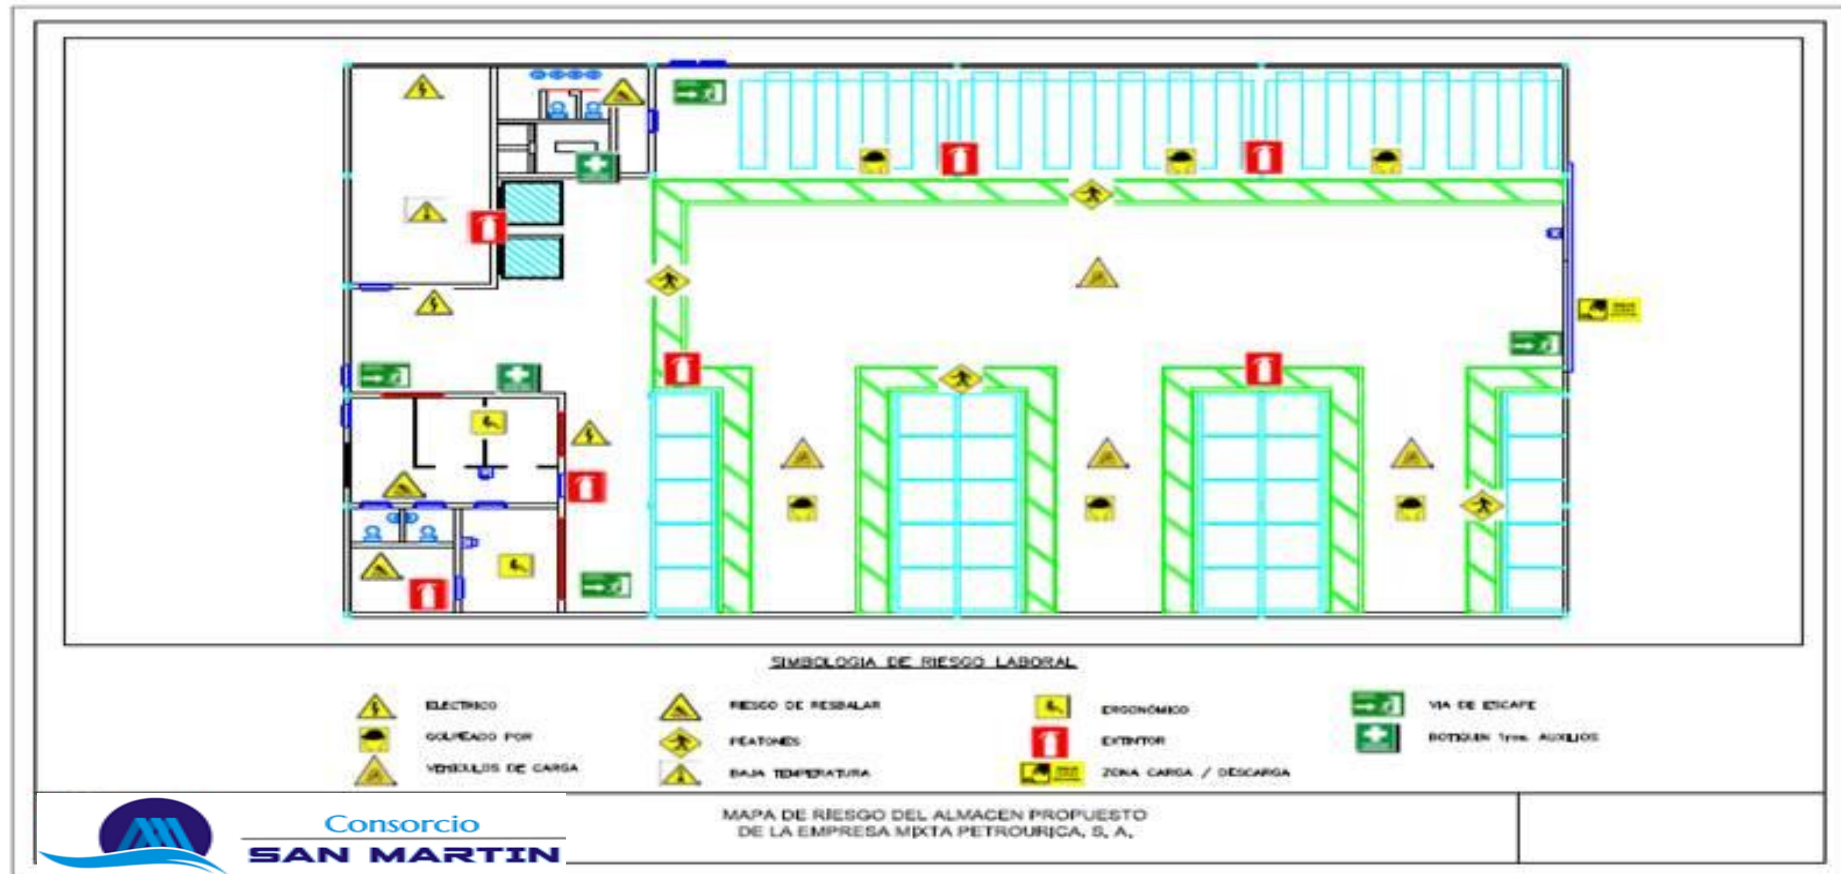 SIMBOLOGIA DE RIESGO LABORAL
ELECTRICO
GOLPEADO POR
VEHICULOS DE CARGA
RIESGO DE RESBALAR
PEATONES
BAJA TEMPERATURA
ERGONÓMICO
EXTINTOR
ZONA CARGA / DESCARGA
VIA DE ESCAPE
BOTIQUIN 1ros. AUXILIOS
MAPA DE RIESGO DEL ALMACEN PROPUESTO
DE LA EMPRESA MIXTA PETROURICA, S, A,
Consorcio
SAN MARTIN